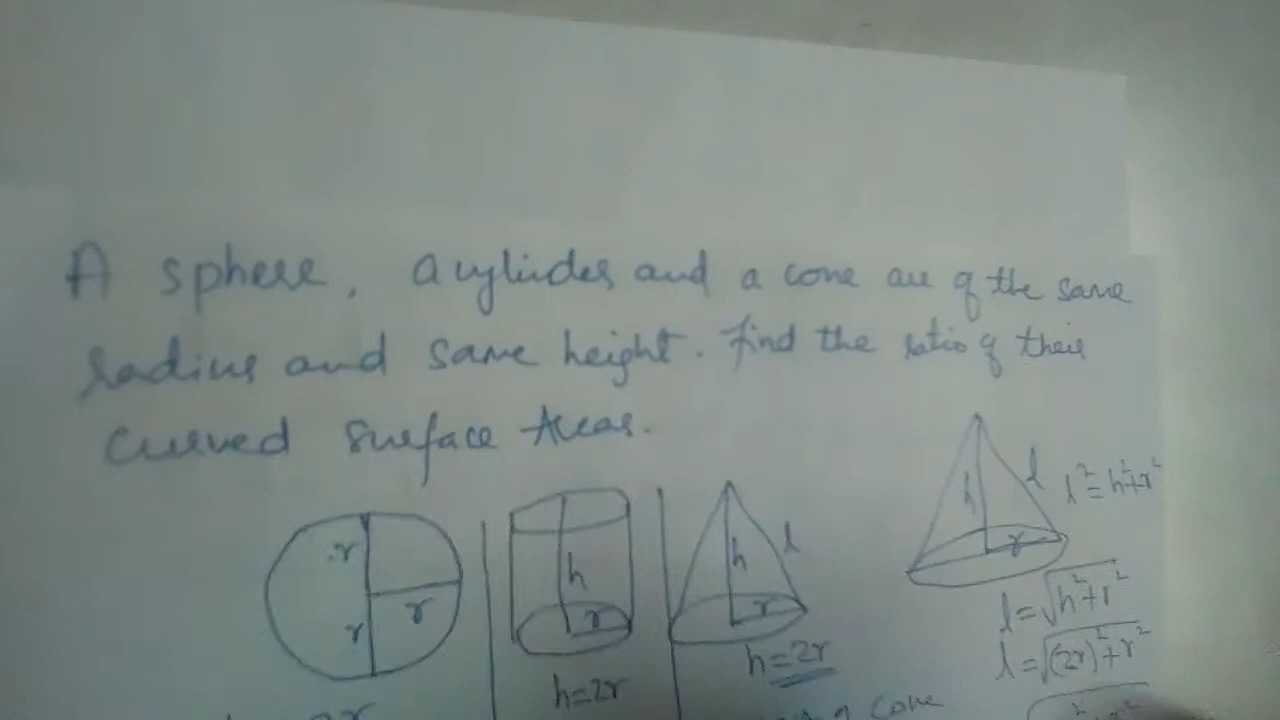 A sphere, a cylinder and a cone are of the same
radius and same height. Find the ratio of their
Curved Surface Areas.
h
l
l²=h²+r²
r
r
r
r
h
r
h
l
r
l=√h²+r²
h=2r
l=√(2r)²+r²
h=2r
Cone